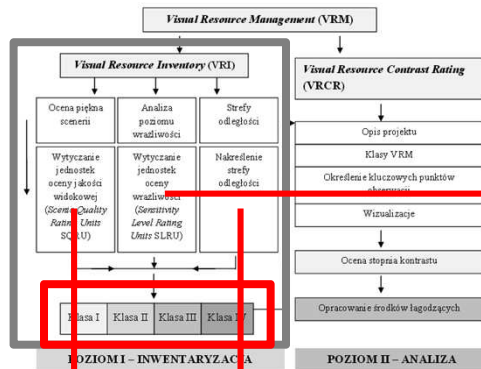 Visual Resource Management (VRM)
Visual Resource Inventory (VRI)
Ocena piękna
scenerii
Analiza
poziomu
wrażliwości
Strefy
odległości
Wytyczanie
jednostek
oceny jakości
widokowej
(Scenic Quality
Rating Units
SQRU)
Wytyczanie
jednostek
oceny
wrażliwości
(Sensitivity
Level Rating
Units SLRU)
Nakreślenie
strefy
odległości
Klasa I
Klasa II
Klasa III
Klasa IV
POZIOM I – INWENTARYZACJA
Visual Resource Contrast Rating
(VRCR)
Opis projektu
Klasy VRM
Określenie kluczowych punktów
obserwacji
Wizualizacje
Ocena stopnia kontrastu
Opracowanie środków łagodzących
POZIOM II – ANALIZA